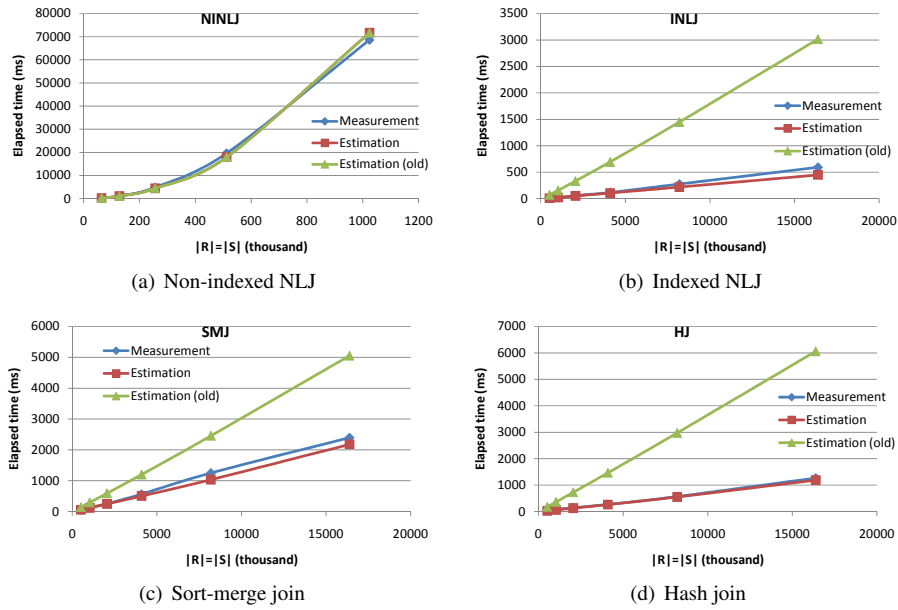 NINLJ
80000
70000
60000
50000
40000
30000
20000
10000
0
Elapsed time (ms)
Measurement
Estimation
Estimation (old)
0 200 400 600 800 1000 1200
|R|=|S| (thousand)
(a) Non-indexed NLJ
INLJ
3500
3000
2500
2000
1500
1000
500
0
Elapsed time (ms)
Measurement
Estimation
Estimation (old)
0 5000 10000 15000 20000
|R|=|S| (thousand)
(b) Indexed NLJ
SMJ
6000
5000
4000
3000
2000
1000
0
Elapsed time (ms)
Measurement
Estimation
Estimation (old)
0 5000 10000 15000 20000
|R|=|S| (thousand)
(c) Sort-merge join
HJ
7000
6000
5000
4000
3000
2000
1000
0
Elapsed time (ms)
Measurement
Estimation
Estimation (old)
0 5000 10000 15000 20000
|R|=|S| (thousand)
(d) Hash join